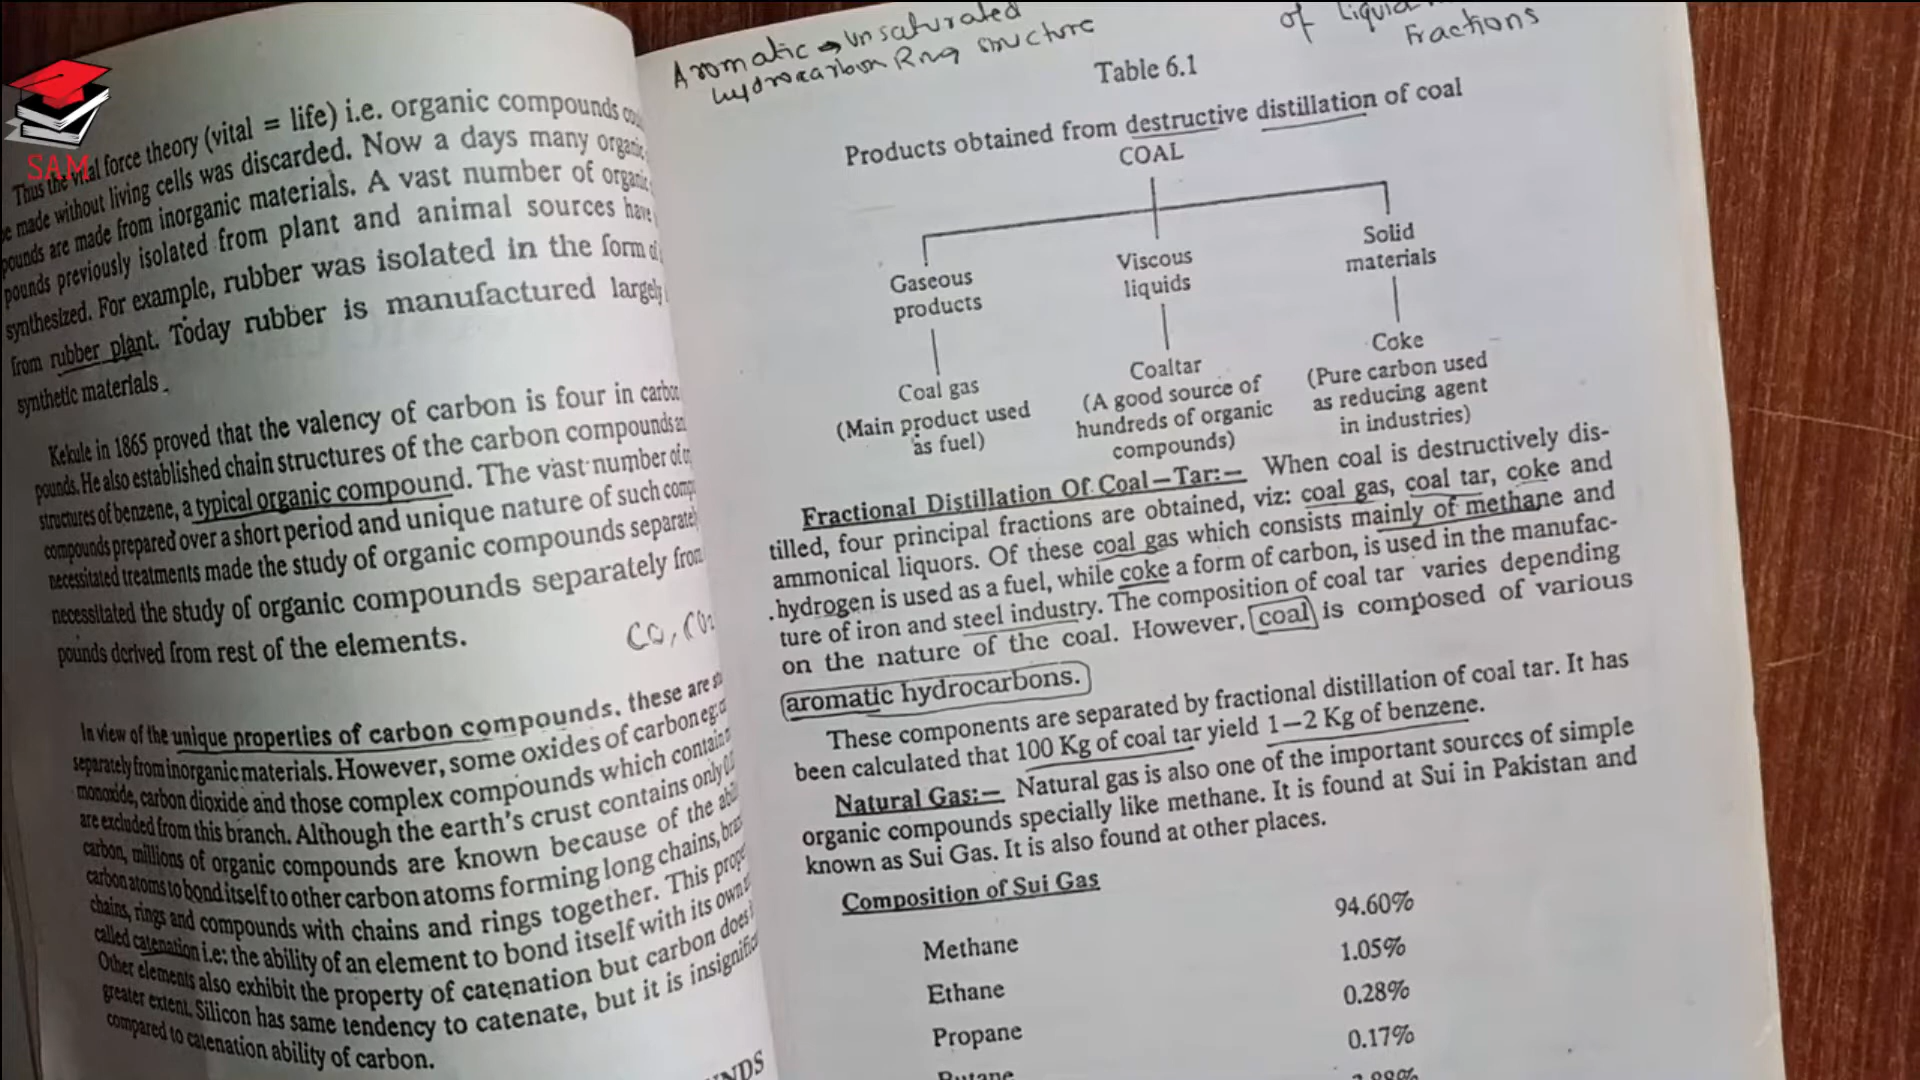 SAM
Thus the vital force theory (vital = life) i.e. organic compounds
made without living cells was discarded. Now a days many organic
pounds are made from inorganic materials. A vast number of organic
pounds previously isolated from plant and animal sources have
synthesized. For example, rubber was isolated in the form of
from rubber plant. Today rubber is manufactured largely
synthetic materials.
Kekule in 1865 proved that the valency of carbon is four in carbon
pounds. He also established chain structures of the carbon compounds
structures of benzene, a typical organic compound. The vast number of
compounds prepared over a short period and unique nature of such
necessitated treatments made the study of organic compounds separately
necessitated the study of organic compounds separately from
pounds derived from rest of the elements.
CO, CO2
In view of the unique properties of carbon compounds, these are
separately from inorganic materials. However, some oxides of carbon eg:
monoxide, carbon dioxide and those complex compounds which contain
are excluded from this branch. Although the earth's crust contains only
carbon, millions of organic compounds are known because of the
carbon atoms to bond itself to other carbon atoms forming long chains,
chains, rings and compounds with chains and rings together. This
called catenation i.e: the ability of an element to bond itself with its own
Other elements also exhibit the property of catenation but carbon does
greater extent. Silicon has same tendency to catenate, but it is
compared to catenation ability of carbon.
Aromatic → Unsaturated
hydrocarbon Ring structure
of liquid
Fractions
Table 6.1
Products obtained from destructive distillation of coal
COAL
Gaseous
products
Viscous
liquids
Solid
materials
Coal gas
(Main product used
as fuel)
Coaltar
(A good source of
hundreds of organic
compounds)
Coke
(Pure carbon used
as reducing agent
in industries)
Fractional Distillation Of Coal—Tar:— When coal is destructively dis-
tilled, four principal fractions are obtained, viz: coal gas, coal tar, coke and
ammonical liquors. Of these coal gas which consists mainly of methane and
hydrogen is used as a fuel, while coke a form of carbon, is used in the manufac-
ture of iron and steel industry. The composition of coal tar varies depending
on the nature of the coal. However, coal is composed of various
aromatic hydrocarbons.
These components are separated by fractional distillation of coal tar. It has
been calculated that 100 Kg of coal tar yield 1—2 Kg of benzene.
Natural Gas:— Natural gas is also one of the important sources of simple
organic compounds specially like methane. It is found at Sui in Pakistan and
known as Sui Gas. It is also found at other places.
Composition of Sui Gas
94.60%
Methane
1.05%
Ethane
0.28%
Propane
0.17%
Butane